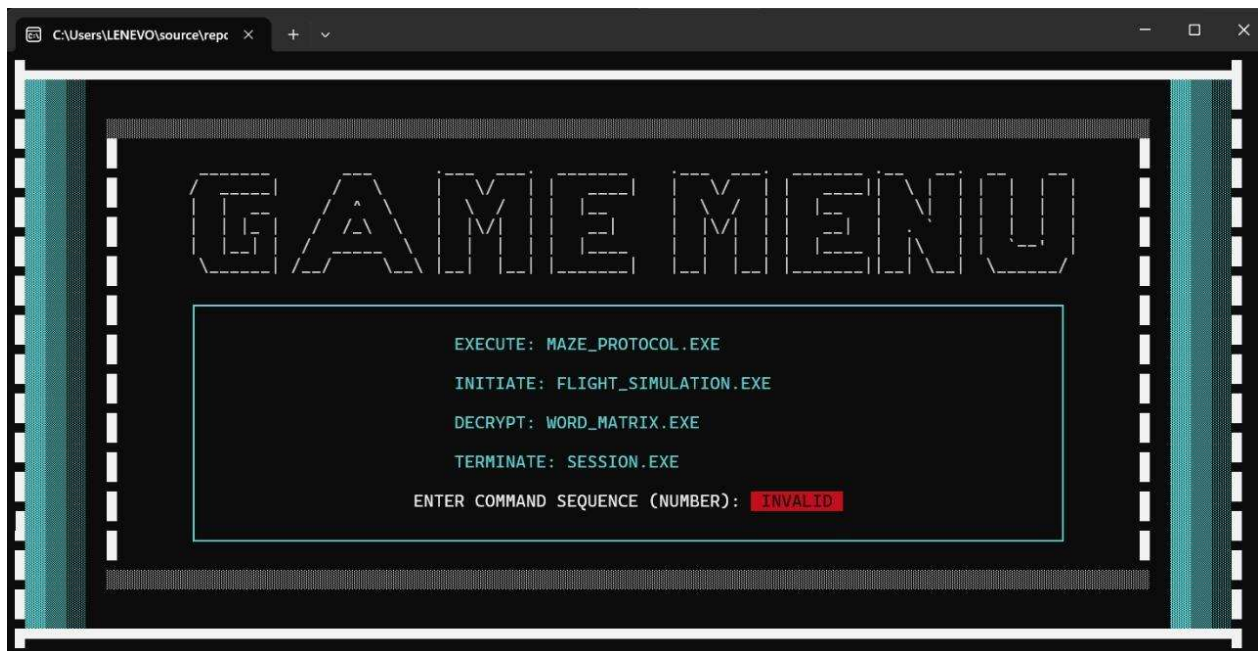 C:\Users\LENEVO\source\repc
GAME MENU
EXECUTE: MAZE_PROTOCOL.EXE
INITIATE: FLIGHT_SIMULATION.EXE
DECRYPT: WORD_MATRIX.EXE
TERMINATE: SESSION.EXE
ENTER COMMAND SEQUENCE (NUMBER): INVALID